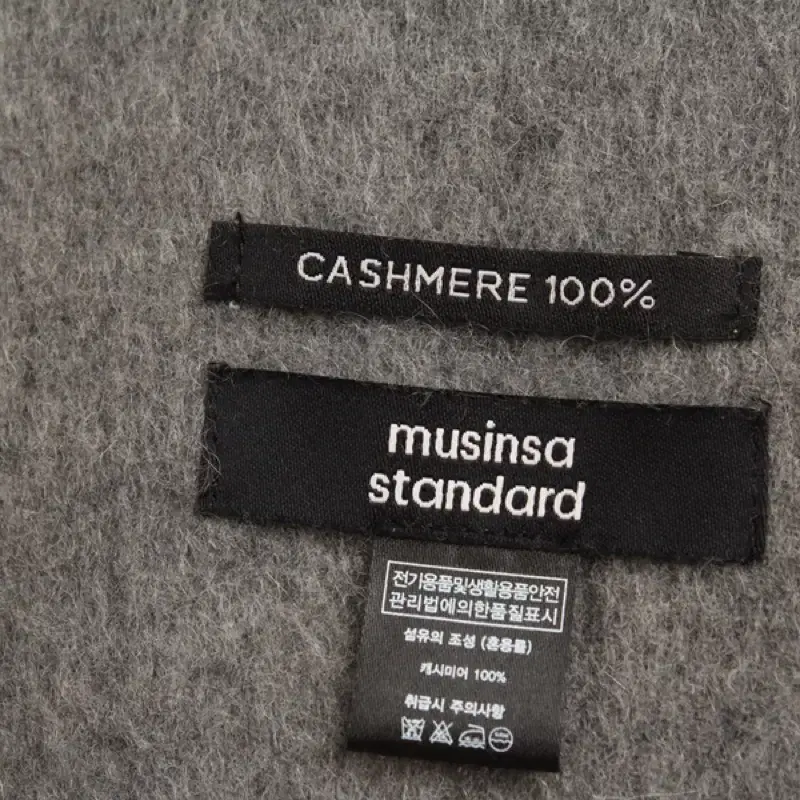 CASHMERE 100%
musinsa
standard
전기용품및생활용품안전
관리법에의한품질표시
섬유의 조성 (혼용률)
캐시미어 100%
취급시 주의사항